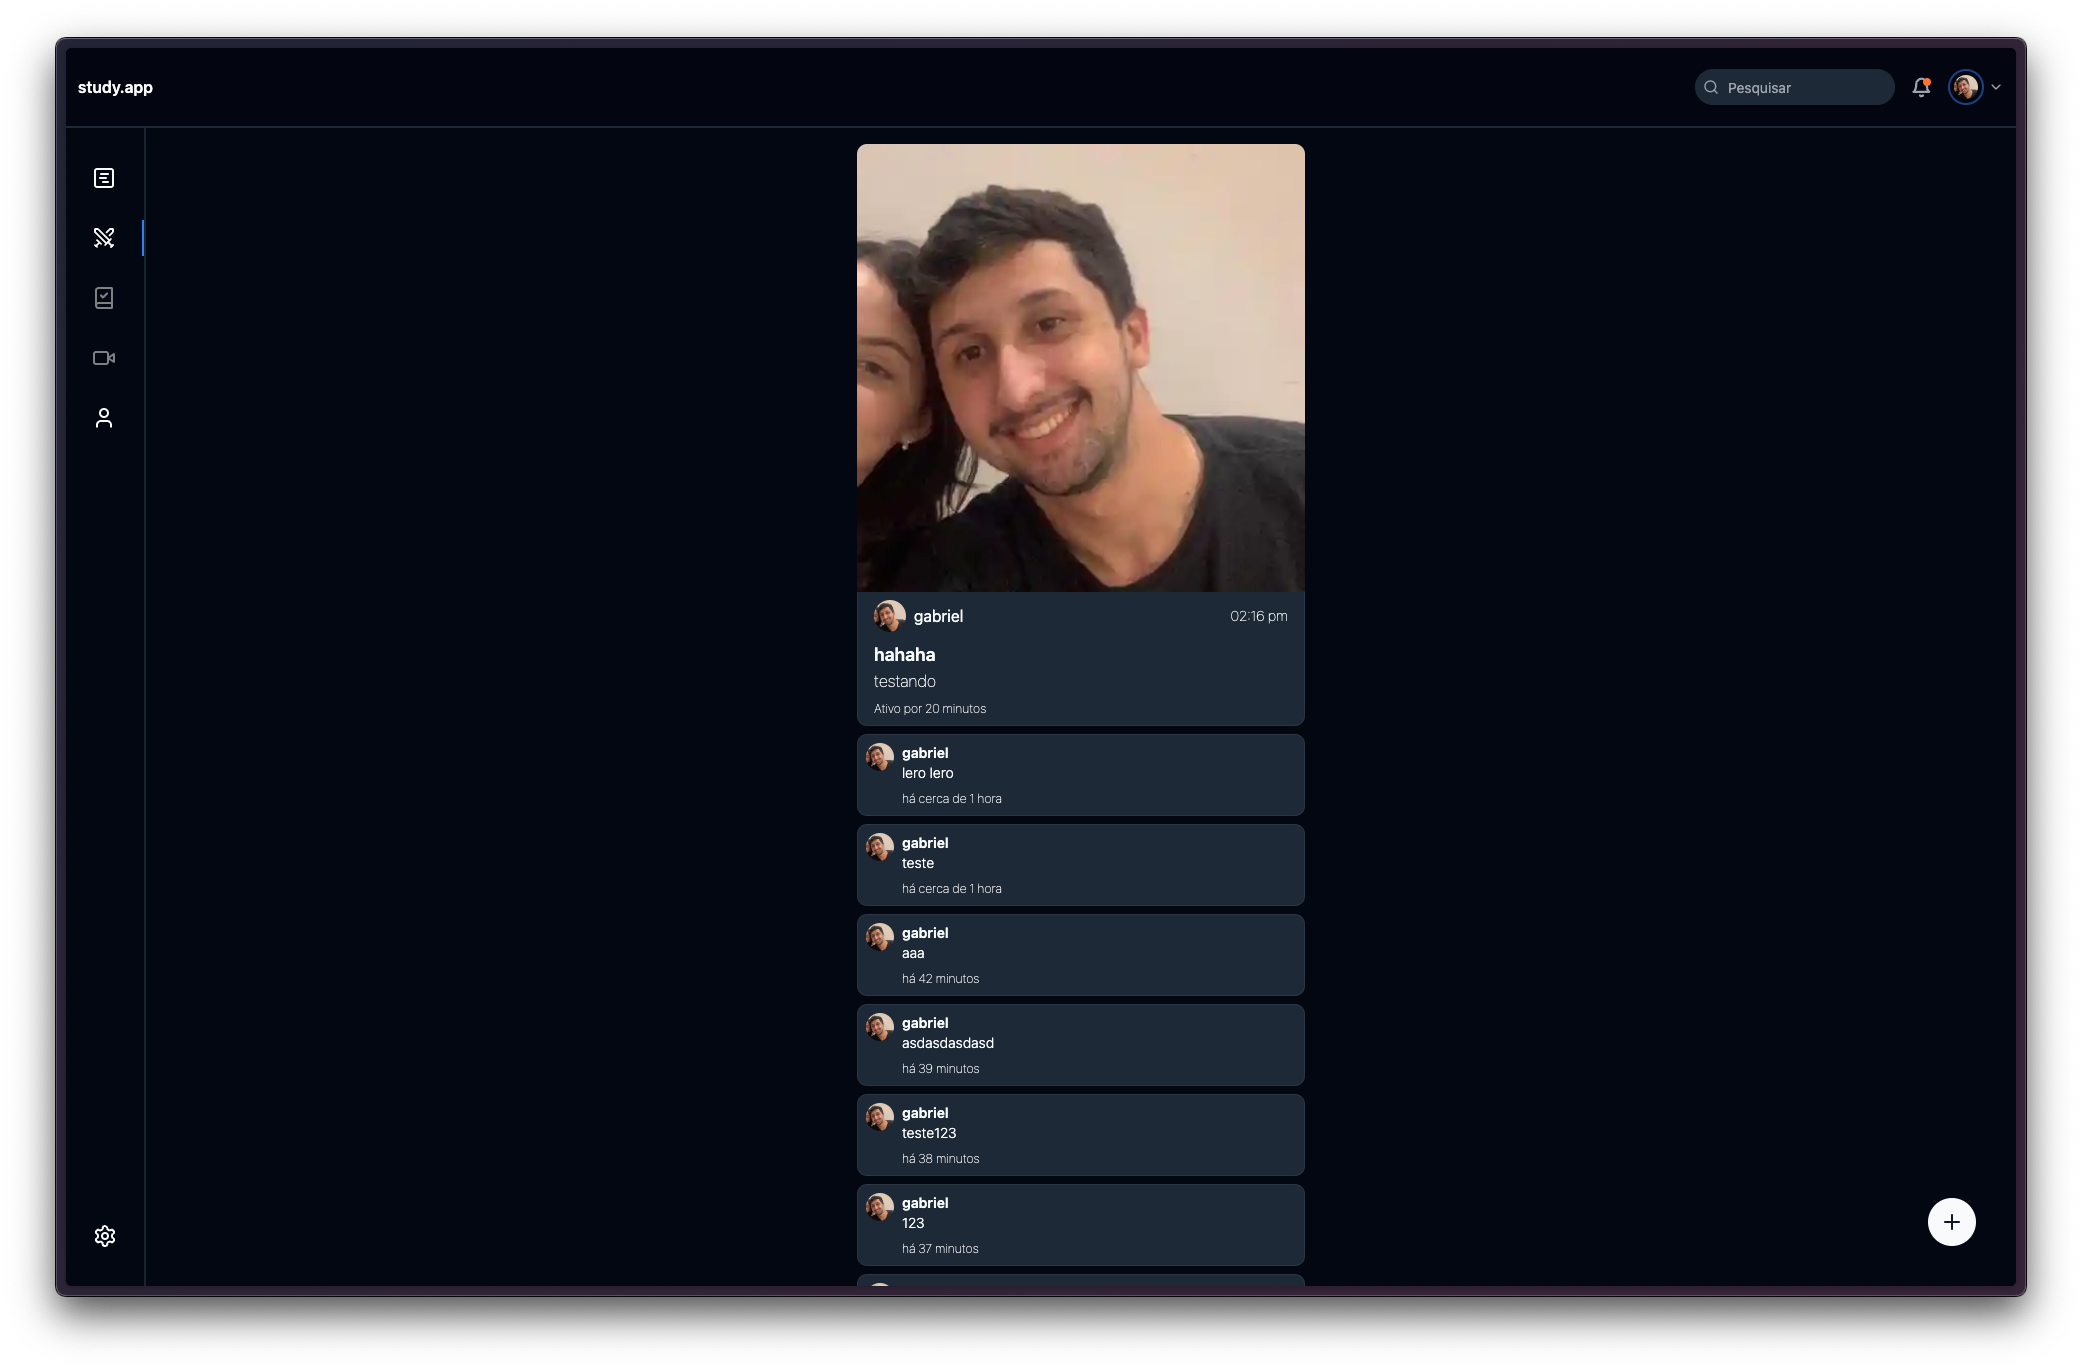 study.app
Pesquisar
gabriel
02:16 pm
hahaha
testando
Ativo por 20 minutos
gabriel
lero lero
há cerca de 1 hora
gabriel
teste
há cerca de 1 hora
gabriel
aaa
há 42 minutos
gabriel
asdasdasdasd
há 39 minutos
gabriel
teste123
há 38 minutos
gabriel
123
há 37 minutos